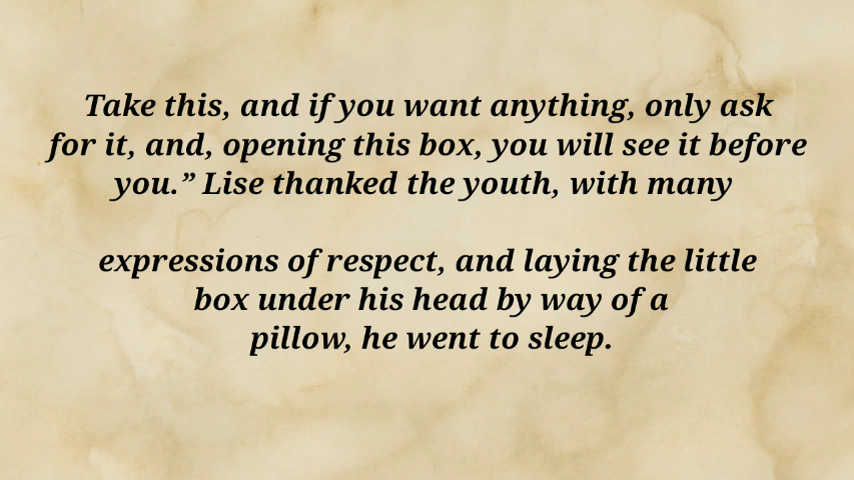 Take this, and if you want anything, only ask
for it, and, opening this box, you will see it before
you.” Lise thanked the youth, with many
expressions of respect, and laying the little
box under his head by way of a
pillow, he went to sleep.